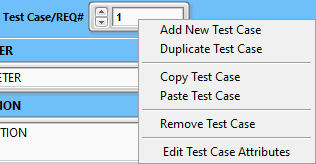 Test Case/REQ# 1
Add New Test Case
Duplicate Test Case
ER
ETER
Copy Test Case
Paste Test Case
ION
TION
Remove Test Case
Edit Test Case Attributes